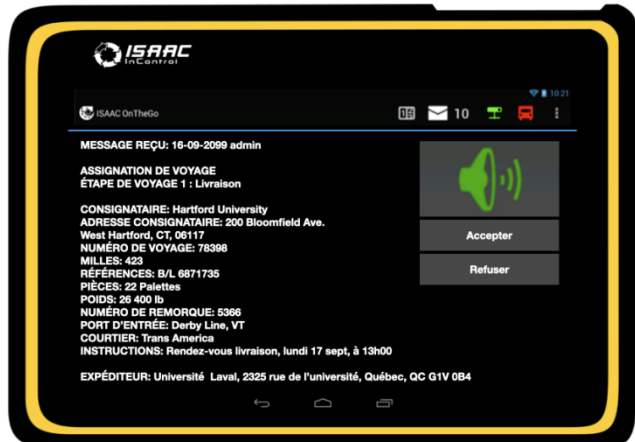 ISAAC
InControl
10:21
ISAAC OnTheGo
10
MESSAGE REÇU: 16-09-2099 admin
ASSIGNATION DE VOYAGE
ÉTAPE DE VOYAGE 1 : Livraison
CONSIGNATAIRE: Hartford University
ADRESSE CONSIGNATAIRE: 200 Bloomfield Ave.
West Hartford, CT, 06117
NUMÉRO DE VOYAGE: 78398
MILLES: 423
RÉFÉRENCES: B/L 6871735
PIÈCES: 22 Palettes
POIDS: 26 400 lb
NUMÉRO DE REMORQUE: 5366
PORT D'ENTRÉE: Derby Line, VT
COURTIER: Trans America
INSTRUCTIONS: Rendez-vous livraison, lundi 17 sept, à 13h00
EXPÉDITEUR: Université Laval, 2325 rue de l'université, Québec, QC G1V 0B4
Accepter
Refuser